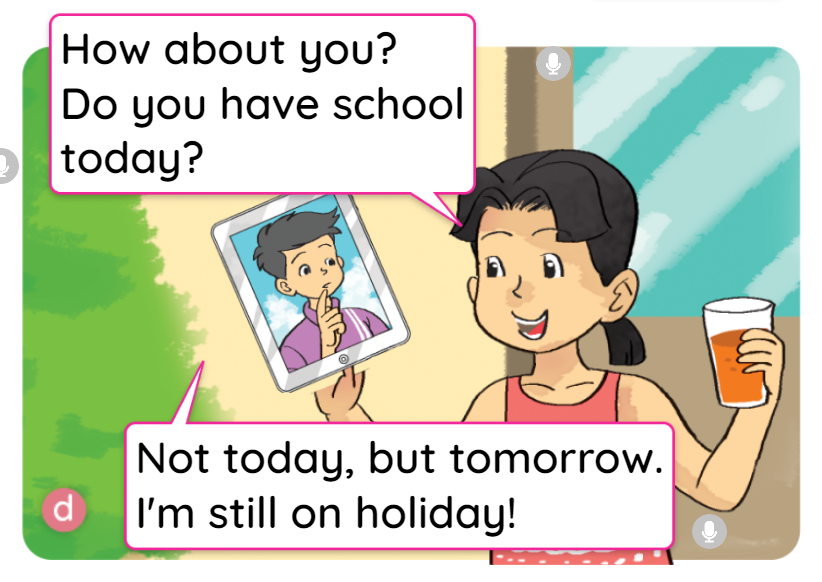 How about you?
Do you have school
today?
Not today, but tomorrow.
I'm still on holiday!
d